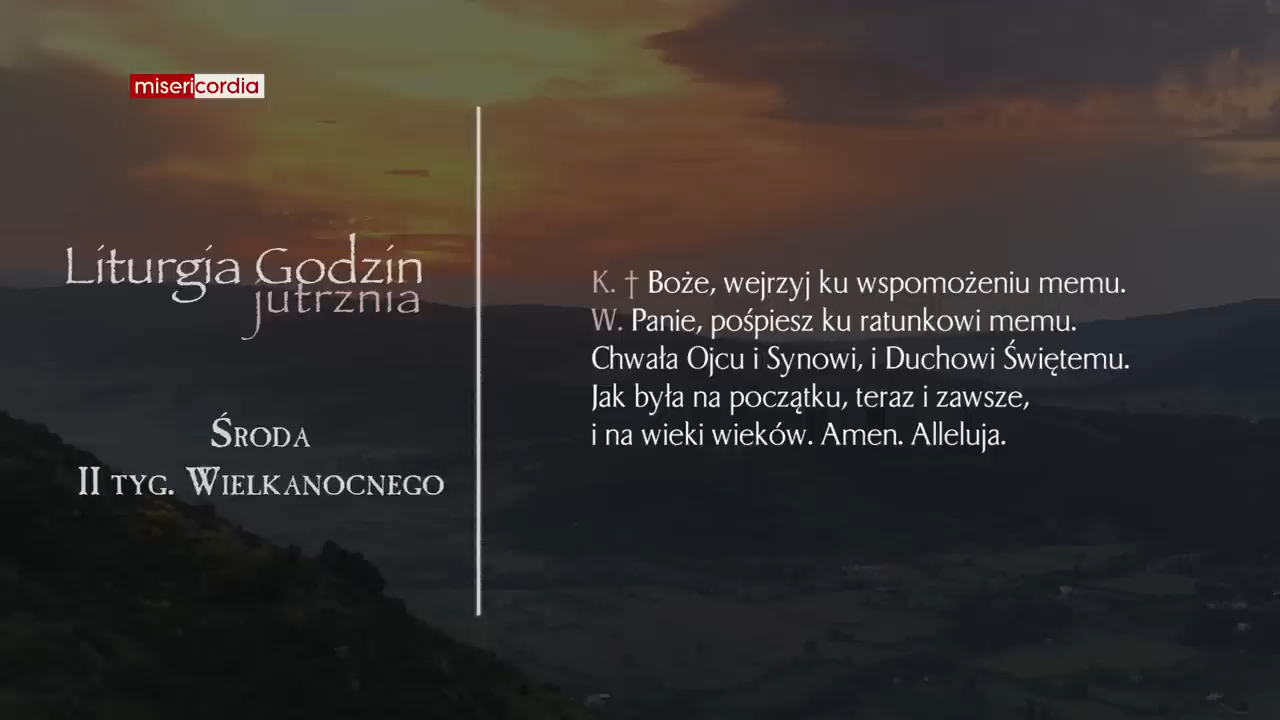 misericordia
Liturgia Godzin
jutrznia
Środa
II tyg. Wielkanocnego
K. † Boże, wejrzyj ku wspomożeniu memu.
W. Panie, pośpiesz ku ratunkowi memu.
Chwała Ojcu i Synowi, i Duchowi Świętemu.
Jak była na początku, teraz i zawsze,
i na wieki wieków. Amen. Alleluja.